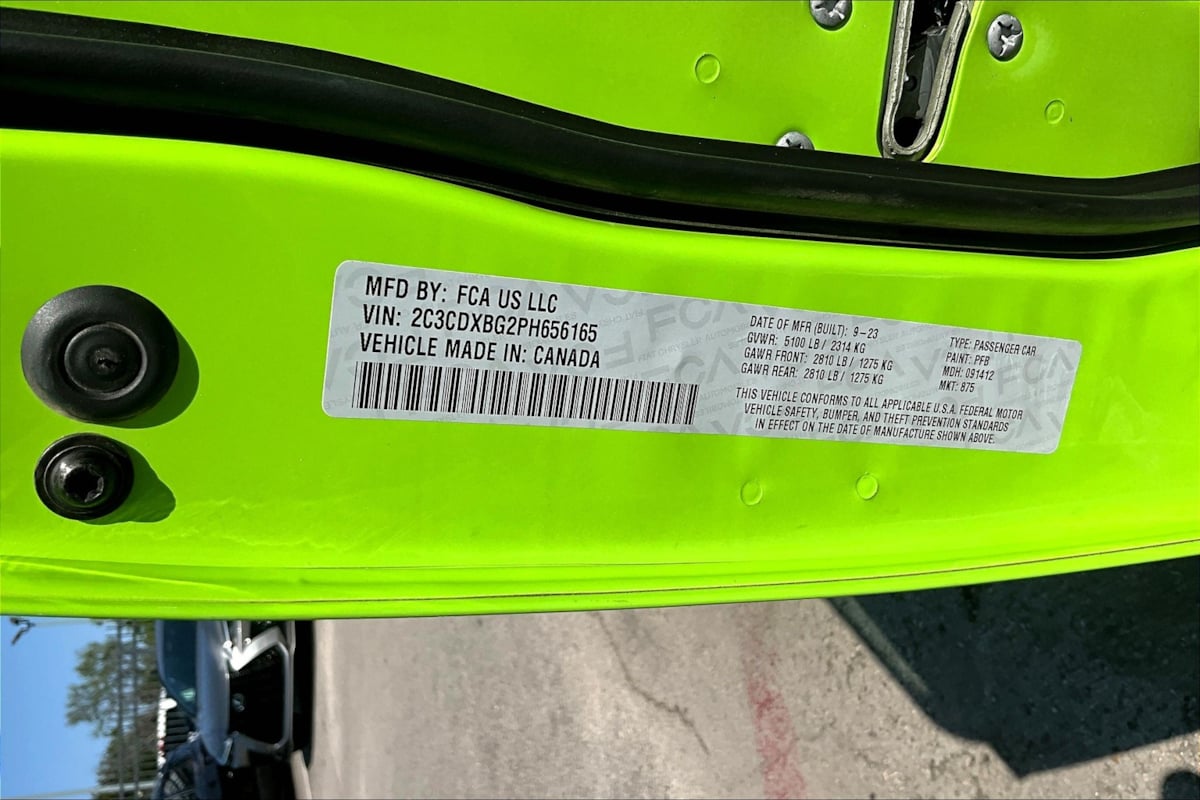 MFD BY: FCA US LLC
VIN: 2C3CDXBG2PH656165
VEHICLE MADE IN: CANADA
DATE OF MFR (BUILT): 9-23
GVWR: 5100 LB / 2314 KG
GAWR FRONT: 2810 LB / 1275 KG
GAWR REAR: 2810 LB / 1275 KG
TYPE: PASSENGER CAR
PAINT: PFB
MDH: 091412
MKT: 875
THIS VEHICLE CONFORMS TO ALL APPLICABLE U.S.A. FEDERAL MOTOR
VEHICLE SAFETY, BUMPER, AND THEFT PREVENTION STANDARDS
IN EFFECT ON THE DATE OF MANUFACTURE SHOWN ABOVE.